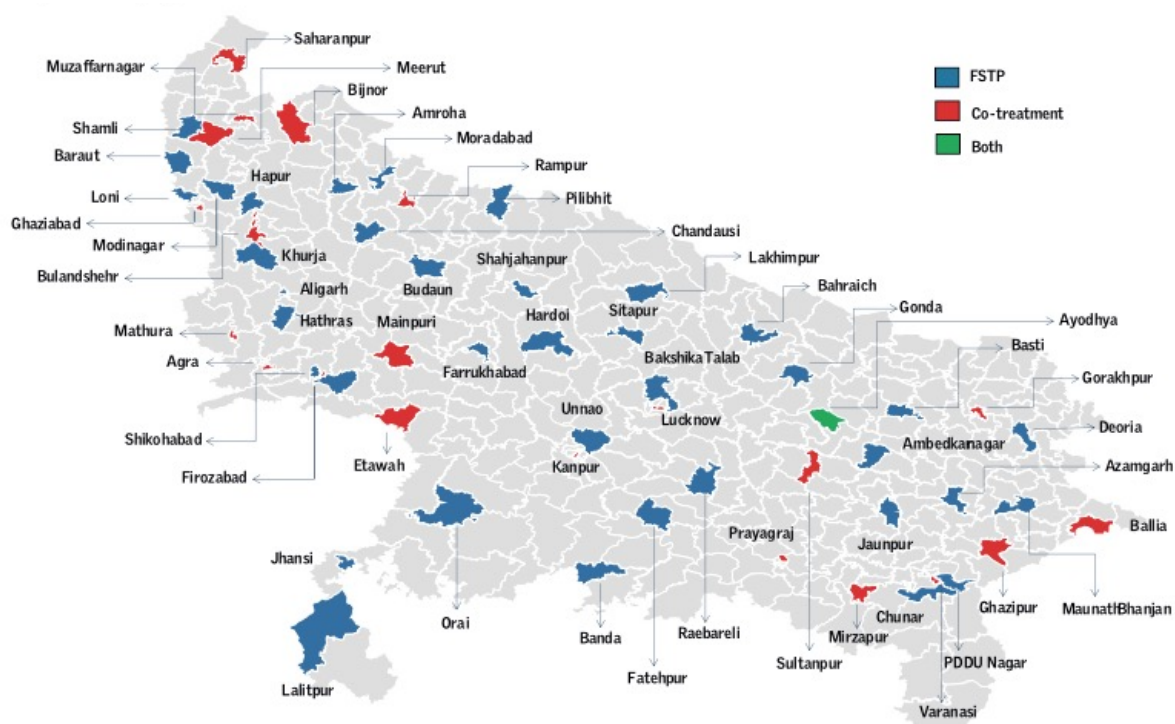 Saharanpur
Muzaffarnagar
Meerut
Bijnor
FSTP
Amroha
Co-treatment
Shamli
Moradabad
Both
Baraut
Rampur
Hapur
Loni
Pilibhit
Ghaziabad
Chandausi
Modinagar
Khurja
Shahjahanpur
Lakhimpur
Bulandshehr
Bahraich
Aligarh
Budaun
Gonda
Hathras
Hardoi
Sitapur
Ayodhya
Mathura
Mainpuri
Basti
Bakshika Talab
Agra
Farrukhabad
Gorakhpur
Unnao
Lucknow
Deoria
Shikohabad
Ambedkanagar
Etawah
Kanpur
Azamgarh
Firozabad
Prayagraj
Ballia
Jaunpur
Jhansi
Ghazipur
MaunathBhanjan
Chunar
Orai
Banda
Raebareli
Mirzapur
Sultanpur
PDDU Nagar
Fatehpur
Lalitpur
Varanasi